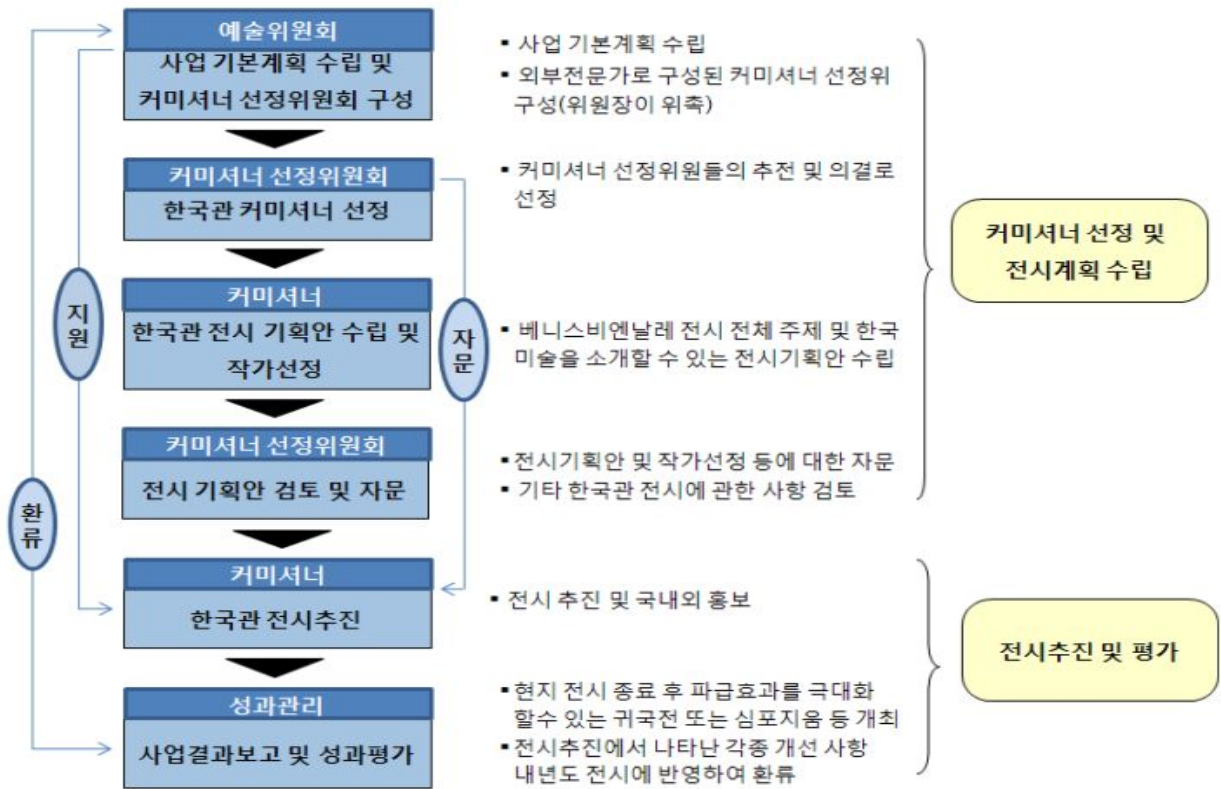 예술위원회
사업 기본계획 수립 및
커미셔너 선정위원회 구성
▪ 사업 기본계획 수립
▪ 외부전문가로 구성된 커미셔너 선정위
구성(위원장이 위촉)
커미셔너 선정위원회
한국관 커미셔너 선정
▪ 커미셔너 선정위원들의 추전 및 의결로
선정
커미셔너 선정 및
전시계획 수립
지원
자문
커미셔너
한국관 전시 기획안 수립 및
작가선정
▪ 베니스비엔날레 전시 전체 주제 및 한국
미술을 소개할 수 있는 전시기획안 수립
커미셔너 선정위원회
전시 기획안 검토 및 자문
▪ 전시기획안 및 작가선정 등에 대한 자문
▪ 기타 한국관 전시에 관한 사항 검토
환류
커미셔너
한국관 전시추진
▪ 전시 추진 및 국내외 홍보
전시추진 및 평가
성과관리
사업결과보고 및 성과평가
▪ 현지 전시 종료 후 파급효과를 극대화
할수 있는 귀국전 또는 심포지움 등 개최
▪ 전시추진에서 나타난 각종 개선 사항
내년도 전시에 반영하여 환류